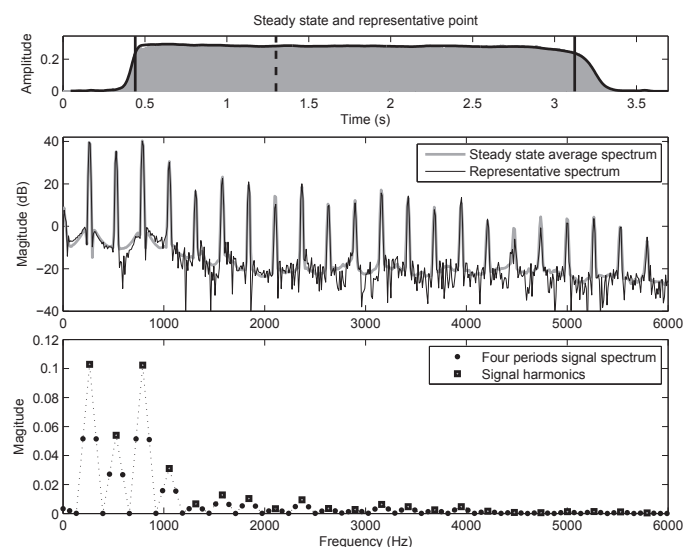 Steady state and representative point
Amplitude
0.2
0
0 0.5 1 1.5 2 2.5 3 3.5
Time (s)
Magnitude (dB)
40
20
0
−20
−40
Steady state average spectrum
Representative spectrum
0 1000 2000 3000 4000 5000 6000
Magnitude
0.12
0.1
0.08
0.06
0.04
0.02
0
Four periods signal spectrum
Signal harmonics
0 1000 2000 3000 4000 5000 6000
Frequency (Hz)